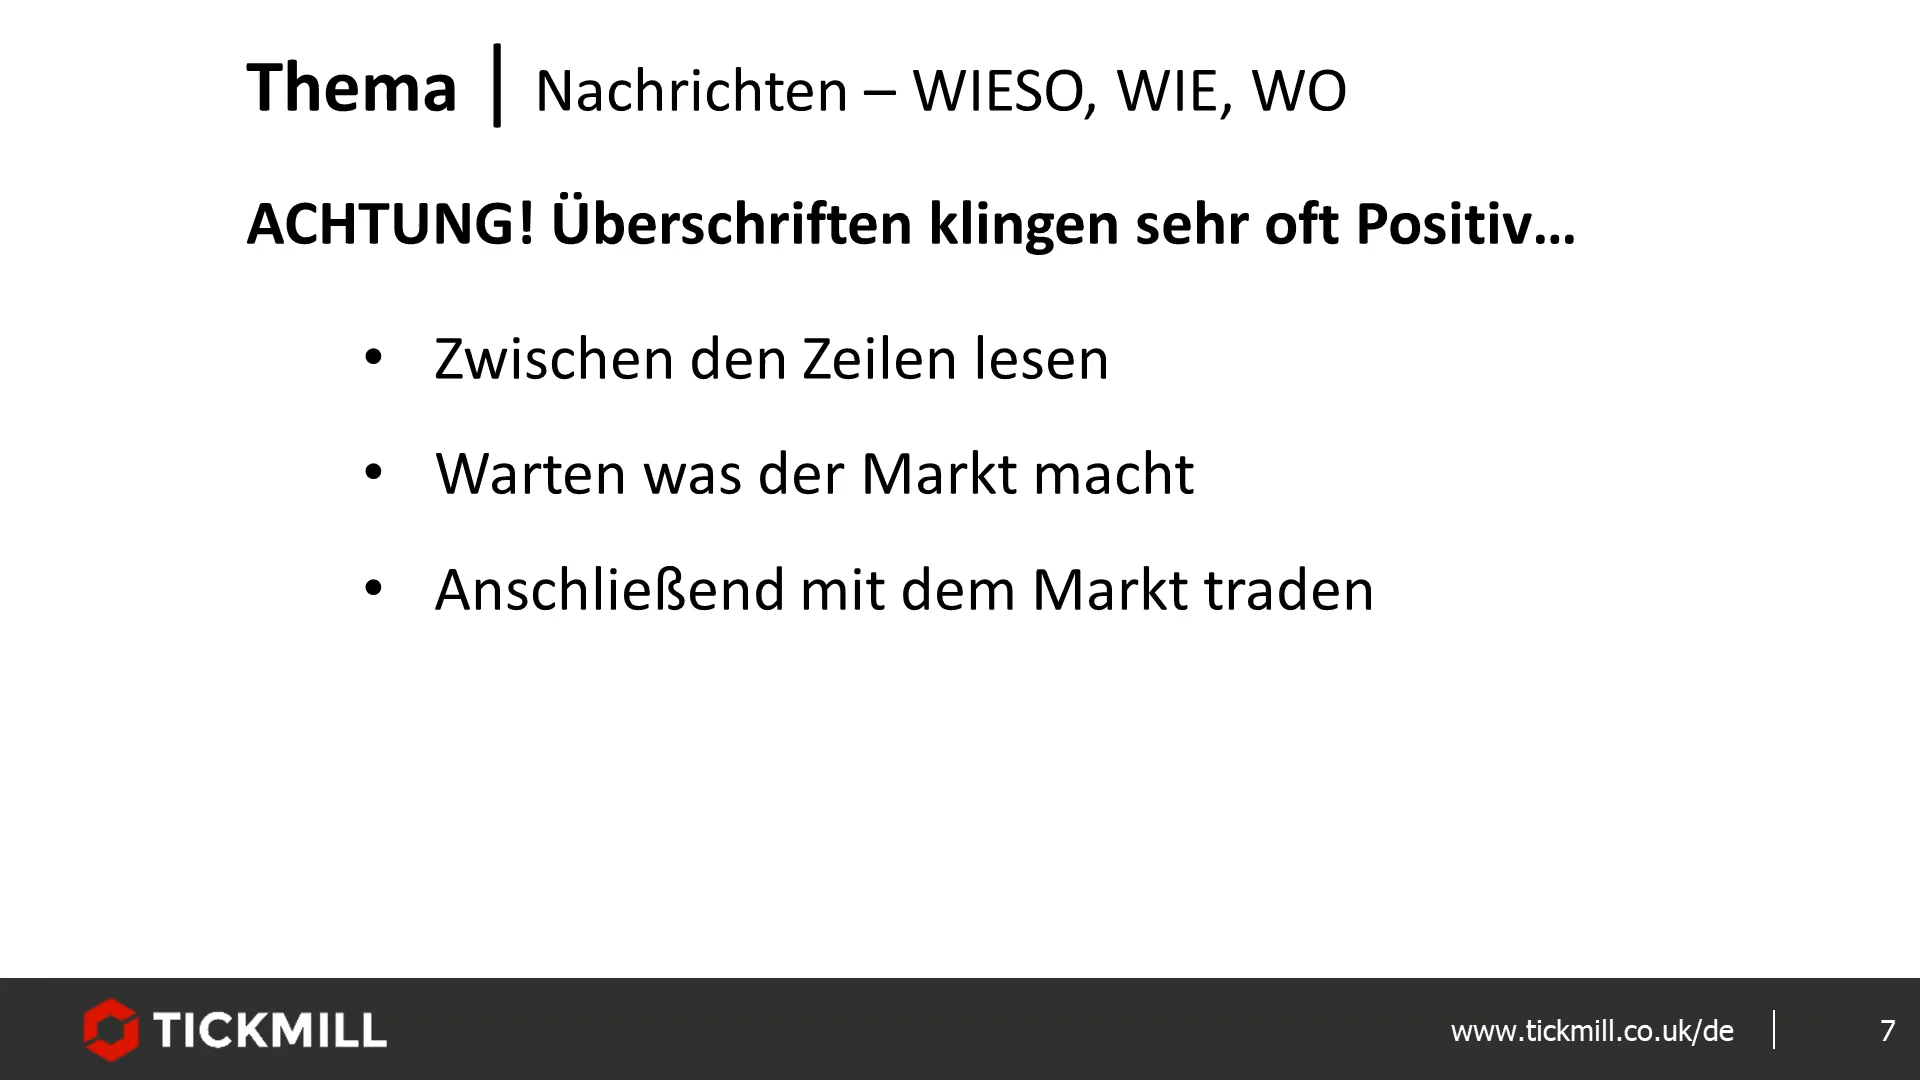 Thema | Nachrichten – WIESO, WIE, WO
ACHTUNG! Überschriften klingen sehr oft Positiv...
• Zwischen den Zeilen lesen
• Warten was der Markt macht
• Anschließend mit dem Markt traden
TICKMILL
www.tickmill.co.uk/de | 7